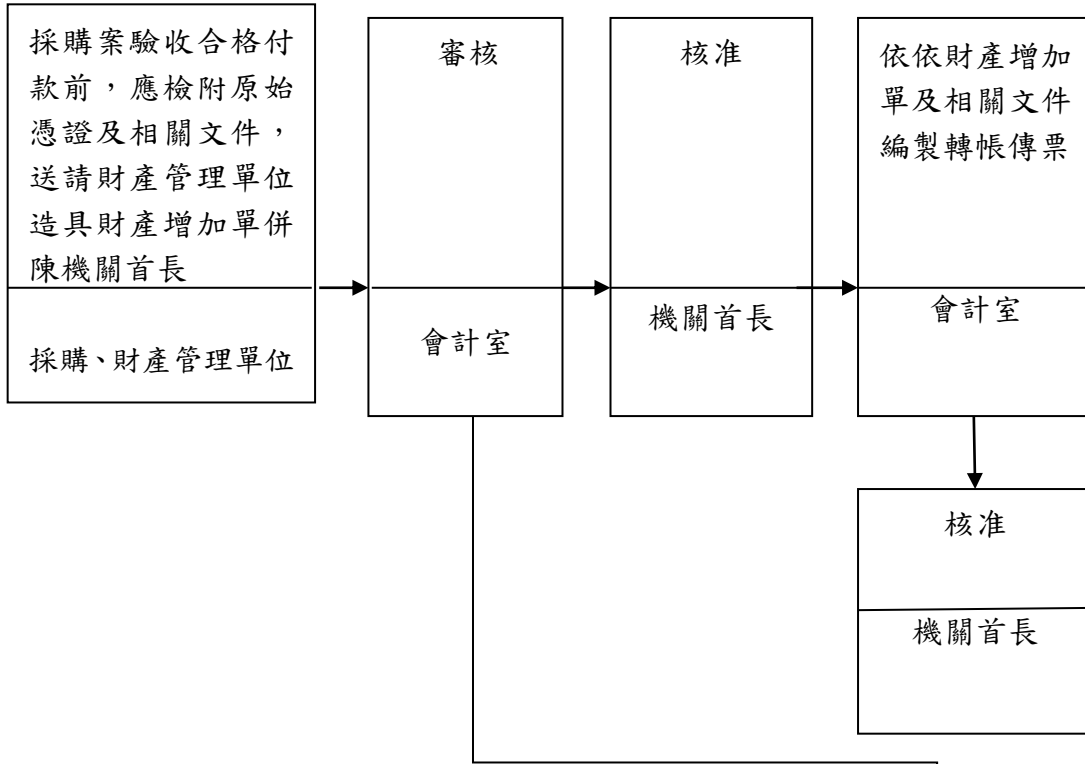 採購案驗收合格付
款前，應檢附原始
憑證及相關文件，
送請財產管理單位
造具財產增加單併
陳機關首長
採購、財產管理單位
審核
會計室
核准
機關首長
依依財產增加
單及相關文件
編製轉帳傳票
會計室
核准
機關首長